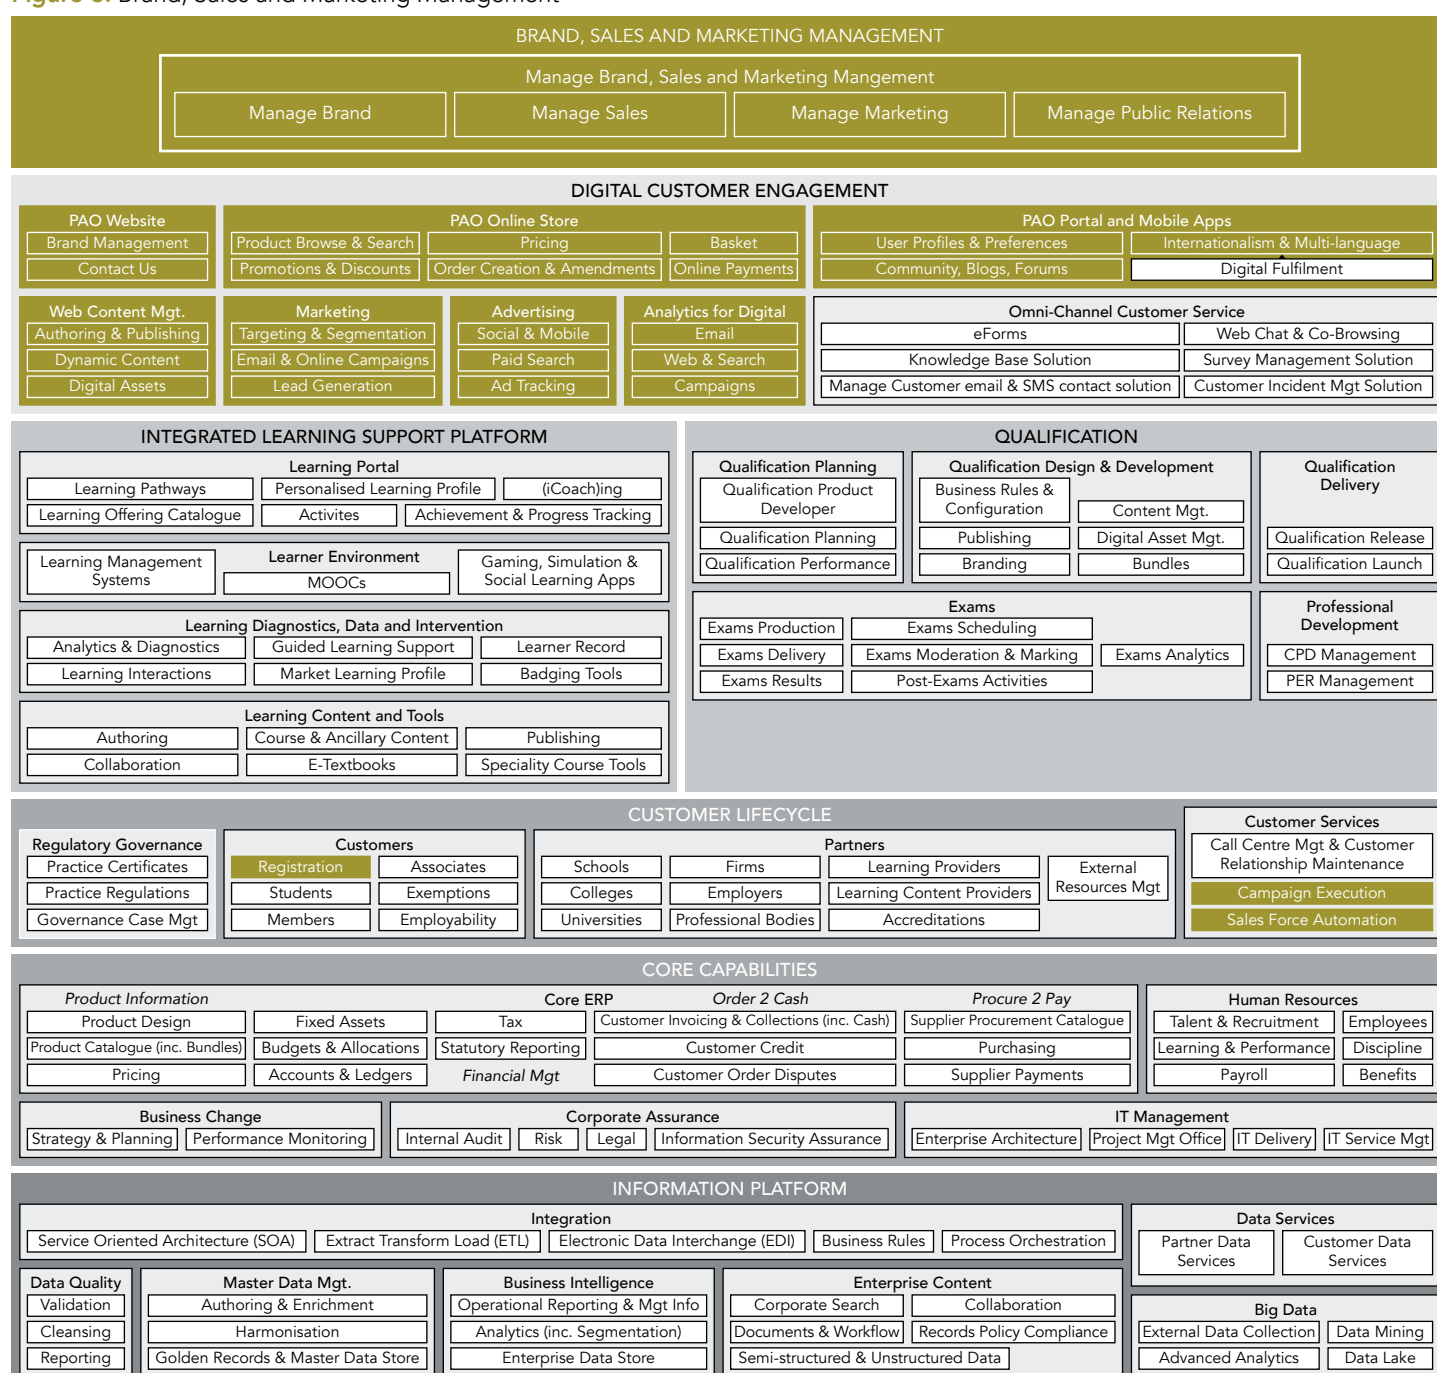 Figure 3: Brand, Sales and Marketing Management
BRAND, SALES AND MARKETING MANAGEMENT
Manage Brand, Sales and Marketing Mangement
Manage Brand
Manage Sales
Manage Marketing
Manage Public Relations
DIGITAL CUSTOMER ENGAGEMENT
PAO Website
Brand Management
Contact Us
PAO Online Store
Product Browse & Search
Pricing
Basket
Promotions & Discounts
Order Creation & Amendments
Online Payments
PAO Portal and Mobile Apps
User Profiles & Preferences
Internationalism & Multi-language
Community, Blogs, Forums
Digital Fulfilment
Web Content Mgt.
Authoring & Publishing
Dynamic Content
Digital Assets
Marketing
Targeting & Segmentation
Email & Online Campaigns
Lead Generation
Advertising
Social & Mobile
Paid Search
Ad Tracking
Analytics for Digital
Email
Web & Search
Campaigns
Omni-Channel Customer Service
eForms
Web Chat & Co-Browsing
Knowledge Base Solution
Survey Management Solution
Manage Customer email & SMS contact solution
Customer Incident Mgt Solution
INTEGRATED LEARNING SUPPORT PLATFORM
Learning Portal
Learning Pathways
Personalised Learning Profile
(iCoach)ing
Learning Offering Catalogue
Activites
Achievement & Progress Tracking
Learner Environment
Learning Management
Systems
MOOCs
Gaming, Simulation &
Social Learning Apps
Learning Diagnostics, Data and Intervention
Analytics & Diagnostics
Guided Learning Support
Learner Record
Learning Interactions
Market Learning Profile
Badging Tools
Learning Content and Tools
Authoring
Course & Ancillary Content
Publishing
Collaboration
E-Textbooks
Speciality Course Tools
QUALIFICATION
Qualification Planning
Qualification Product
Developer
Qualification Planning
Qualification Performance
Qualification Design & Development
Business Rules &
Configuration
Content Mgt.
Publishing
Digital Asset Mgt.
Branding
Bundles
Qualification
Delivery
Qualification Release
Qualification Launch
Exams
Exams Production
Exams Scheduling
Exams Delivery
Exams Moderation & Marking
Exams Analytics
Exams Results
Post-Exams Activities
Professional
Development
CPD Management
PER Management
CUSTOMER LIFECYCLE
Regulatory Governance
Practice Certificates
Practice Regulations
Governance Case Mgt
Customers
Registration
Associates
Students
Exemptions
Members
Employability
Partners
Schools
Firms
Learning Providers
External
Resources Mgt
Colleges
Employers
Learning Content Providers
Universities
Professional Bodies
Accreditations
Customer Services
Call Centre Mgt & Customer
Relationship Maintenance
Campaign Execution
Sales Force Automation
CORE CAPABILITIES
Product Information
Core ERP
Order 2 Cash
Procure 2 Pay
Product Design
Fixed Assets
Tax
Customer Invoicing & Collections (inc. Cash)
Supplier Procurement Catalogue
Product Catalogue (inc. Bundles)
Budgets & Allocations
Statutory Reporting
Customer Credit
Purchasing
Pricing
Accounts & Ledgers
Financial Mgt
Customer Order Disputes
Supplier Payments
Human Resources
Talent & Recruitment
Employees
Learning & Performance
Discipline
Payroll
Benefits
Business Change
Strategy & Planning
Performance Monitoring
Corporate Assurance
Internal Audit
Risk
Legal
Information Security Assurance
IT Management
Enterprise Architecture
Project Mgt Office
IT Delivery
IT Service Mgt
INFORMATION PLATFORM
Integration
Service Oriented Architecture (SOA)
Extract Transform Load (ETL)
Electronic Data Interchange (EDI)
Business Rules
Process Orchestration
Data Services
Partner Data
Services
Customer Data
Services
Data Quality
Validation
Cleansing
Reporting
Master Data Mgt.
Authoring & Enrichment
Harmonisation
Golden Records & Master Data Store
Business Intelligence
Operational Reporting & Mgt Info
Analytics (inc. Segmentation)
Enterprise Data Store
Enterprise Content
Corporate Search
Collaboration
Documents & Workflow
Records Policy Compliance
Semi-structured & Unstructured Data
Big Data
External Data Collection
Data Mining
Advanced Analytics
Data Lake